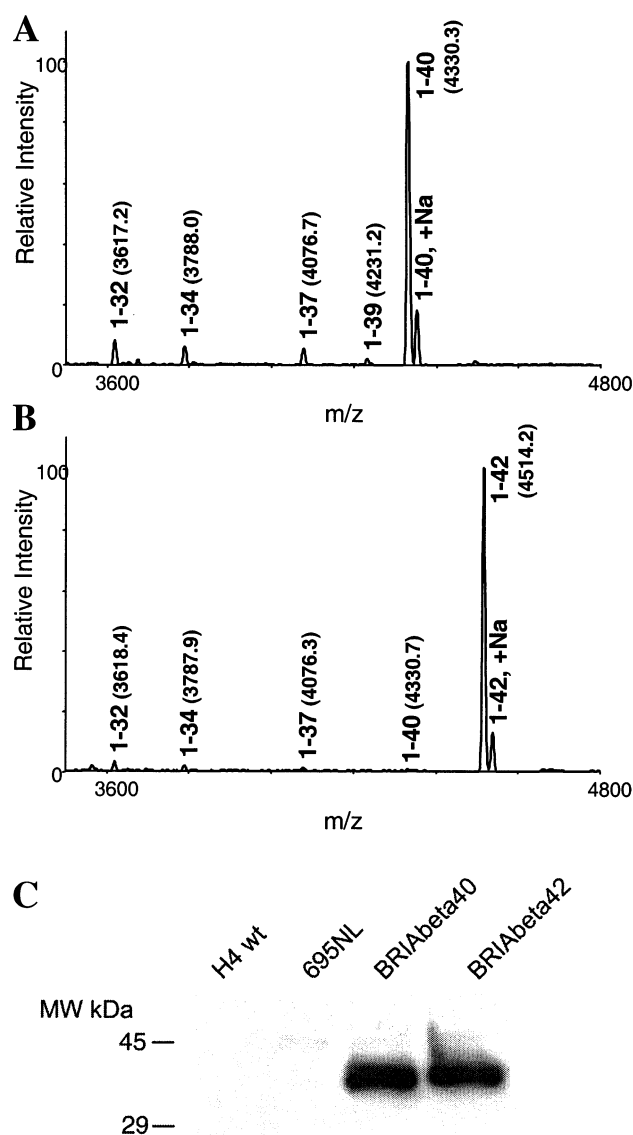 A
Relative Intensity
100
0
1-32 (3617.2)
1-34 (3788.0)
1-37 (4076.7)
1-39 (4231.2)
1-40
(4330.3)
1-40, +Na
3600
4800
m/z
B
Relative Intensity
100
0
1-32 (3618.4)
1-34 (3787.9)
1-37 (4076.3)
1-40 (4330.7)
1-42
(4514.2)
1-42, +Na
3600
4800
m/z
C
H4 wt
695NL
BRIAbeta40
BRIAbeta42
MW kDa
45
29